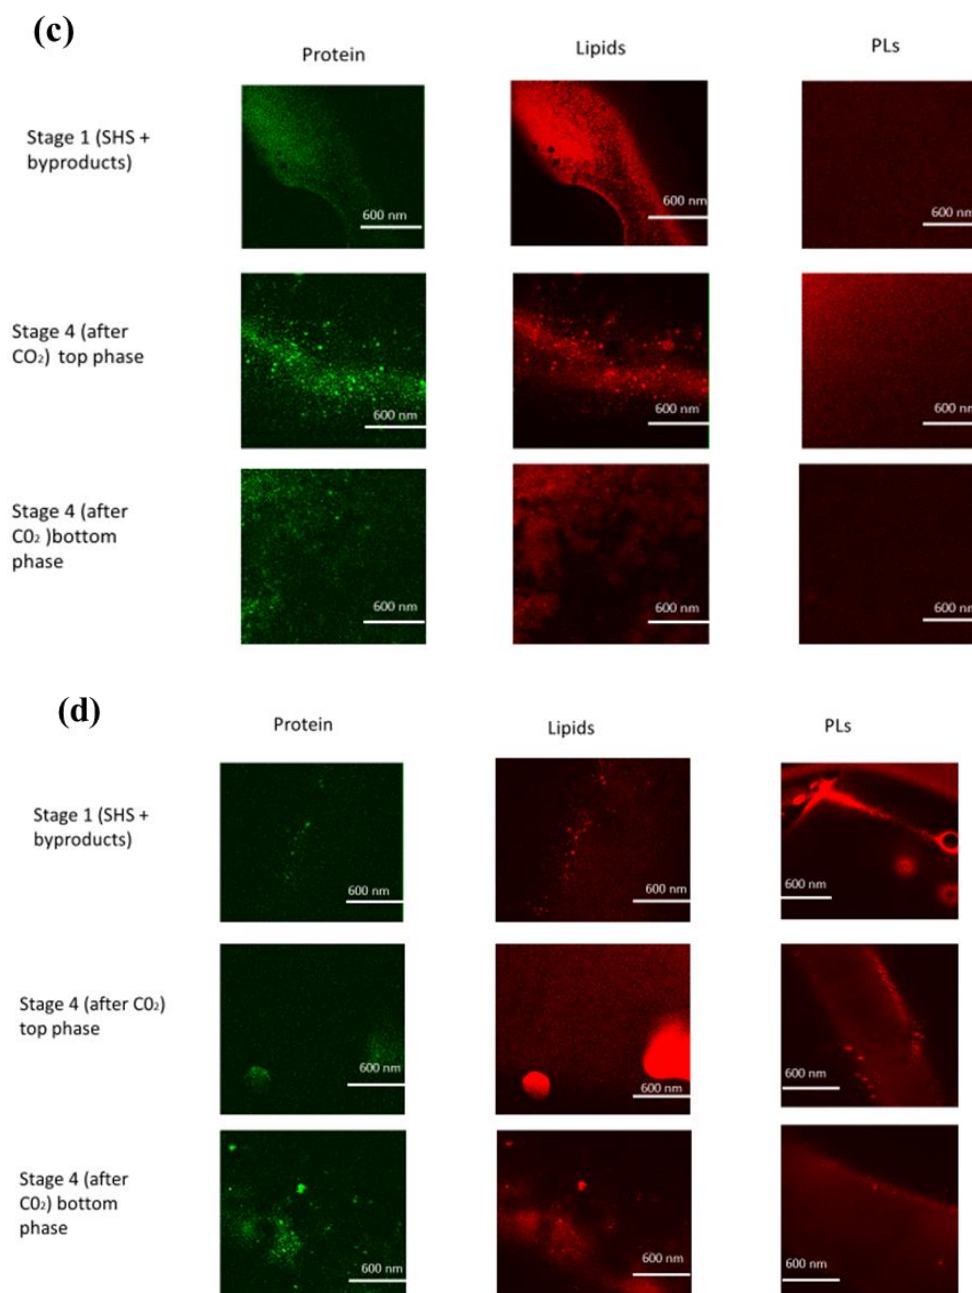 (c)
Protein
Lipids
PLs
Stage 1 (SHS +
byproducts)
600 nm
600 nm
600 nm
Stage 4 (after
CO₂) top phase
600 nm
600 nm
600 nm
Stage 4 (after
C0₂ )bottom
phase
600 nm
600 nm
600 nm
(d)
Protein
Lipids
PLs
Stage 1 (SHS +
byproducts)
600 nm
600 nm
600 nm
Stage 4 (after C0₂)
top phase
600 nm
600 nm
600 nm
Stage 4 (after
C0₂) bottom
phase
600 nm
600 nm
600 nm